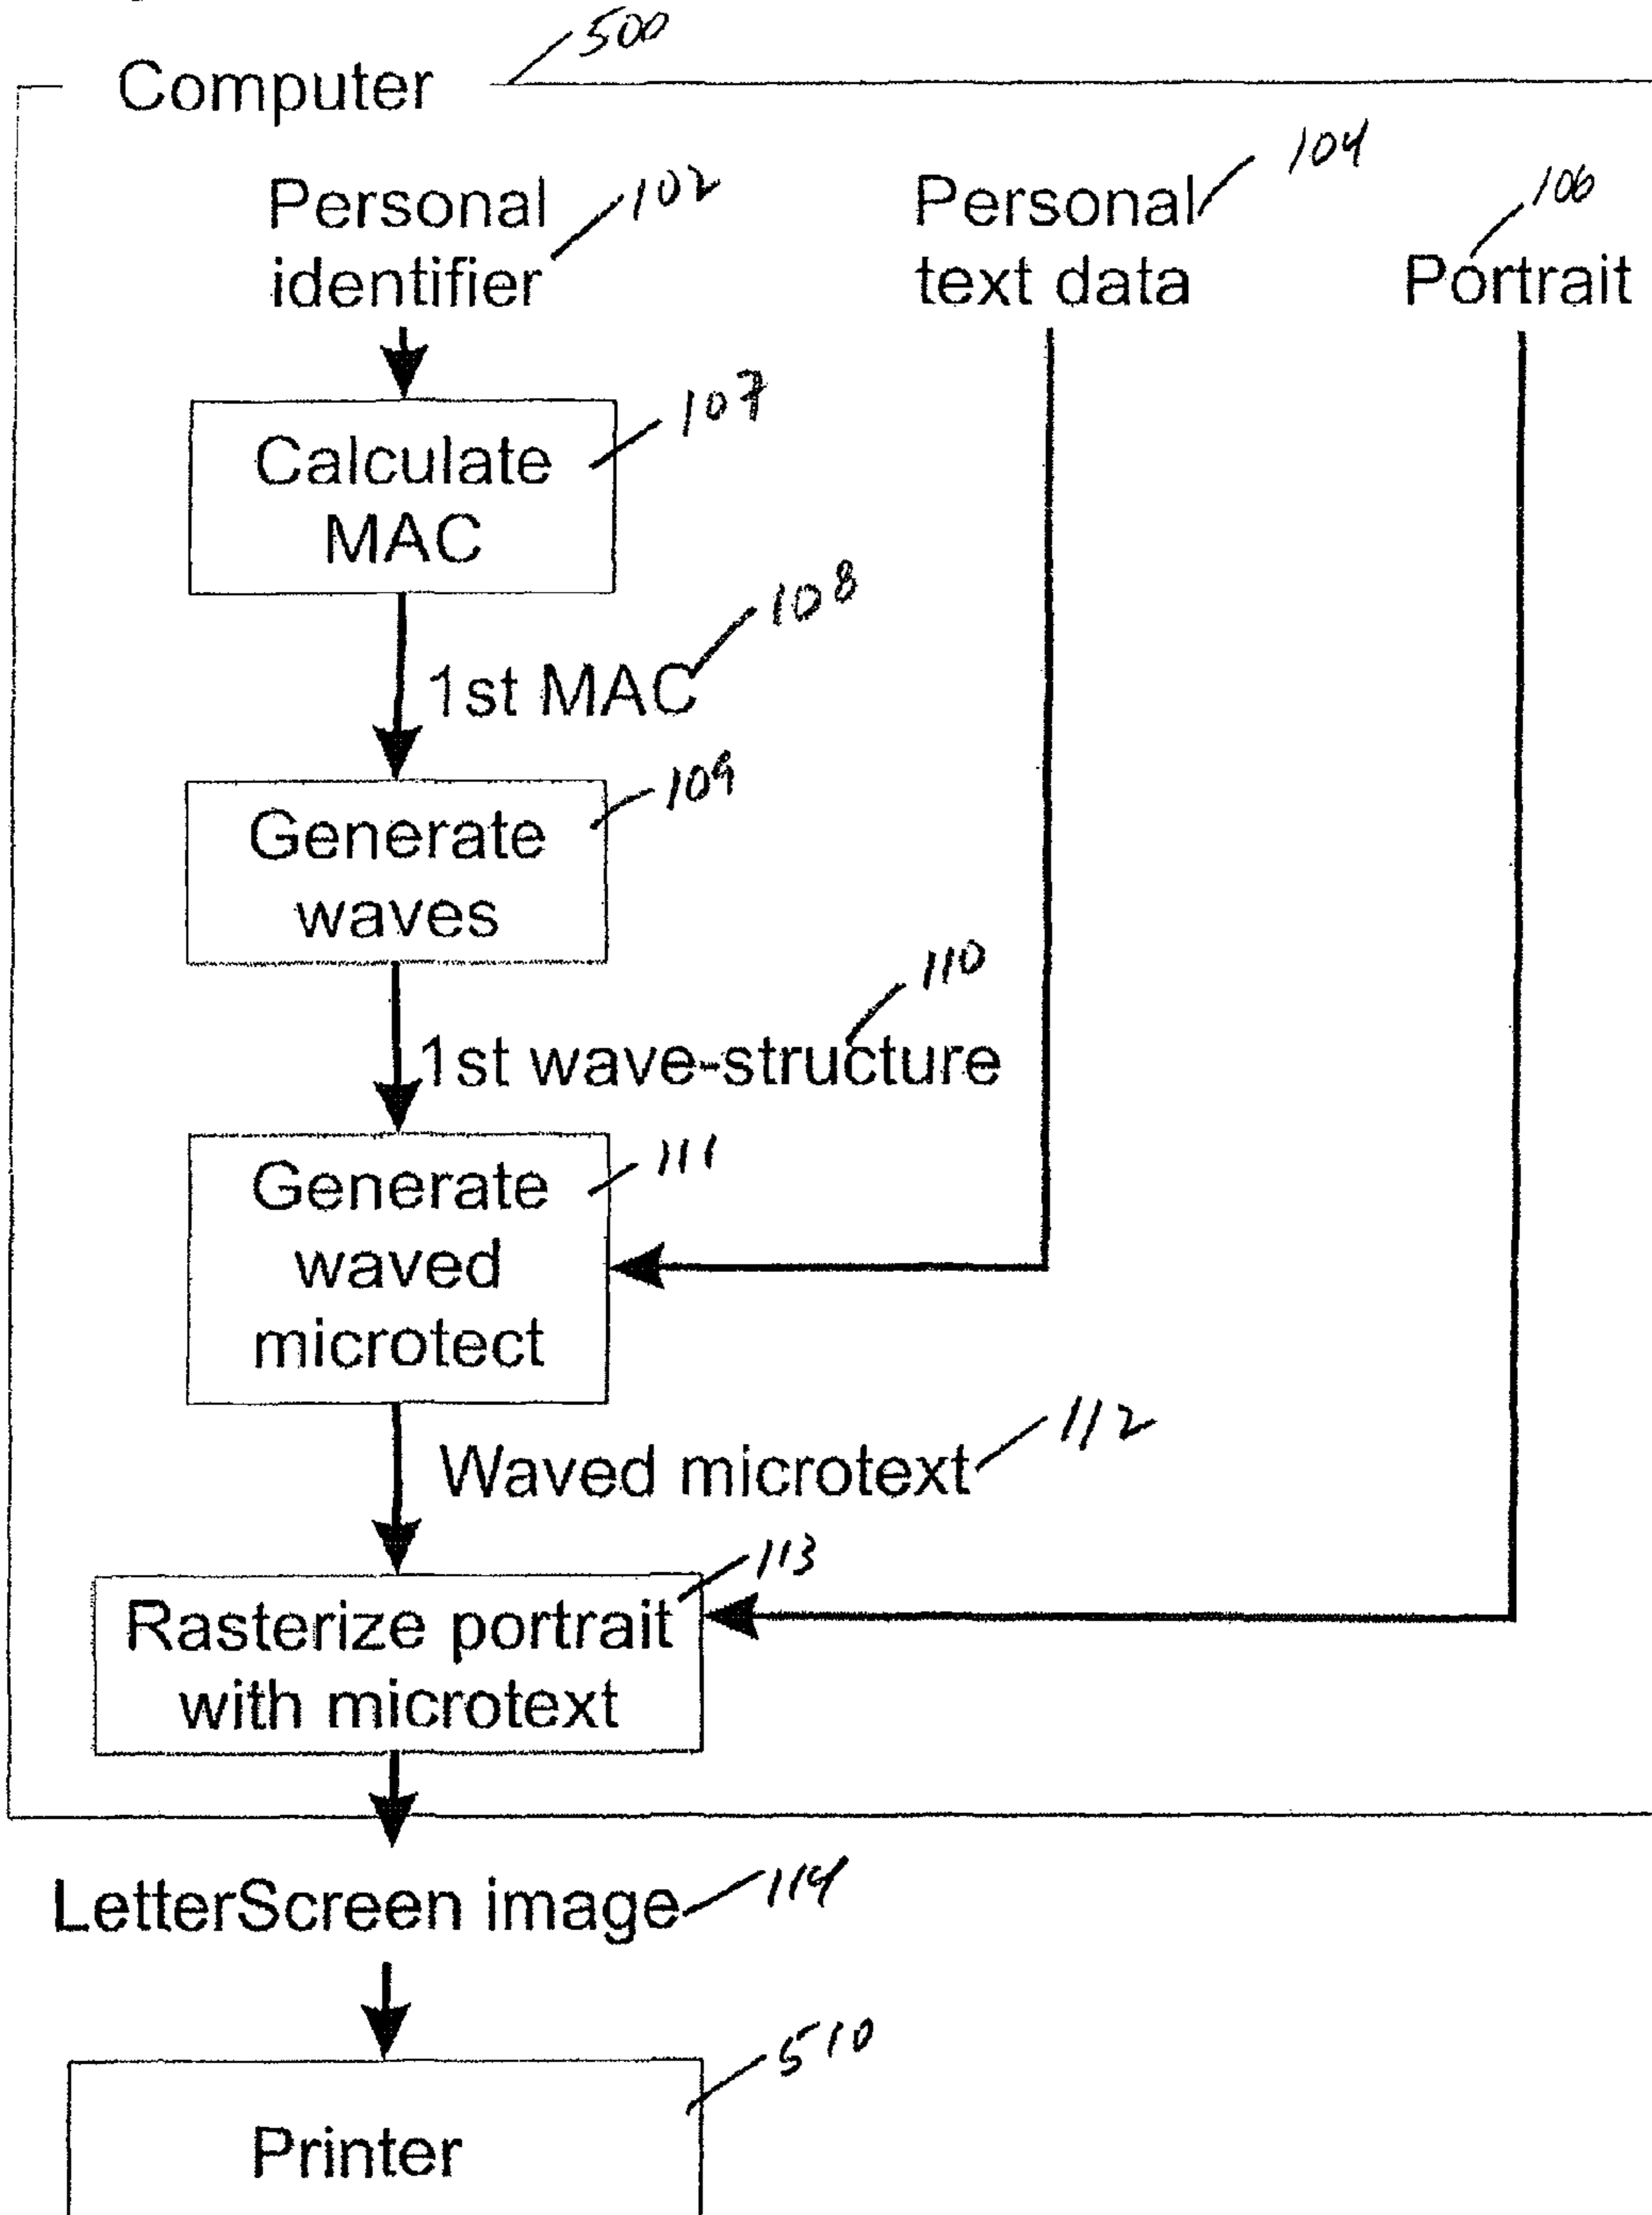 500
Computer
Personal
identifier
102
Personal
text data
104
Portrait
106
Calculate
MAC
107
1st MAC
108
Generate
waves
109
1st wave-structure
110
Generate
waved
microtect
111
Waved microtext
112
Rasterize portrait
with microtext
113
LetterScreen image
114
Printer
510